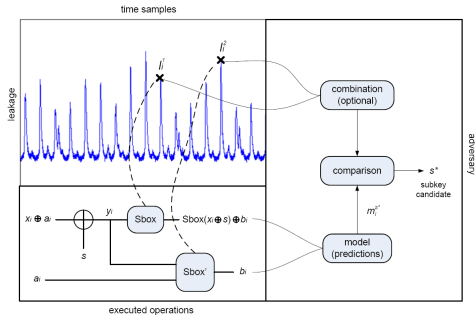 time samples
leakage
l_i^1
l_i^2
combination
(optional)
adversary
comparison
s*
subkey
candidate
m_i^{s*}
x_i ⊕ a_i
y_i
Sbox
Sbox(x_i ⊕ s) ⊕ b_i
s
model
(predictions)
Sbox'
b_i
a_i
executed operations